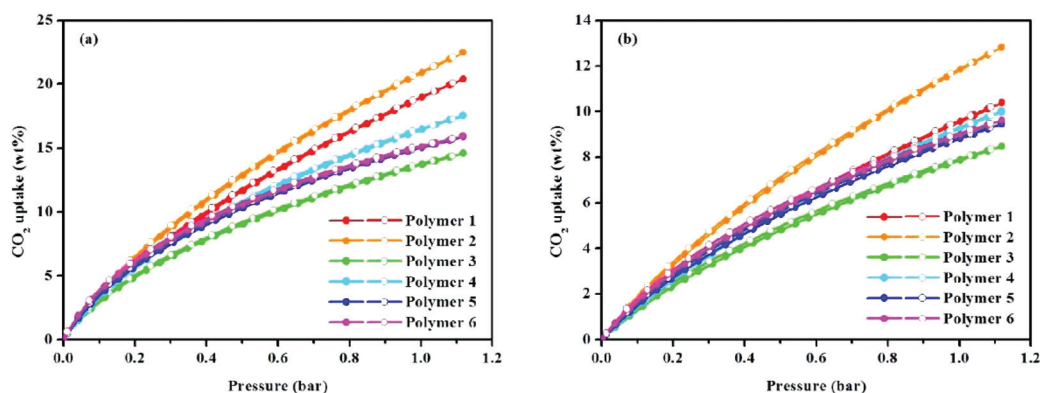 (a)
25
20
15
10
5
0
CO2 uptake (wt%)
Polymer 1
Polymer 2
Polymer 3
Polymer 4
Polymer 5
Polymer 6
0.0 0.2 0.4 0.6 0.8 1.0 1.2
Pressure (bar)
(b)
14
12
10
8
6
4
2
0
CO2 uptake (wt%)
Polymer 1
Polymer 2
Polymer 3
Polymer 4
Polymer 5
Polymer 6
0.0 0.2 0.4 0.6 0.8 1.0 1.2
Pressure (bar)